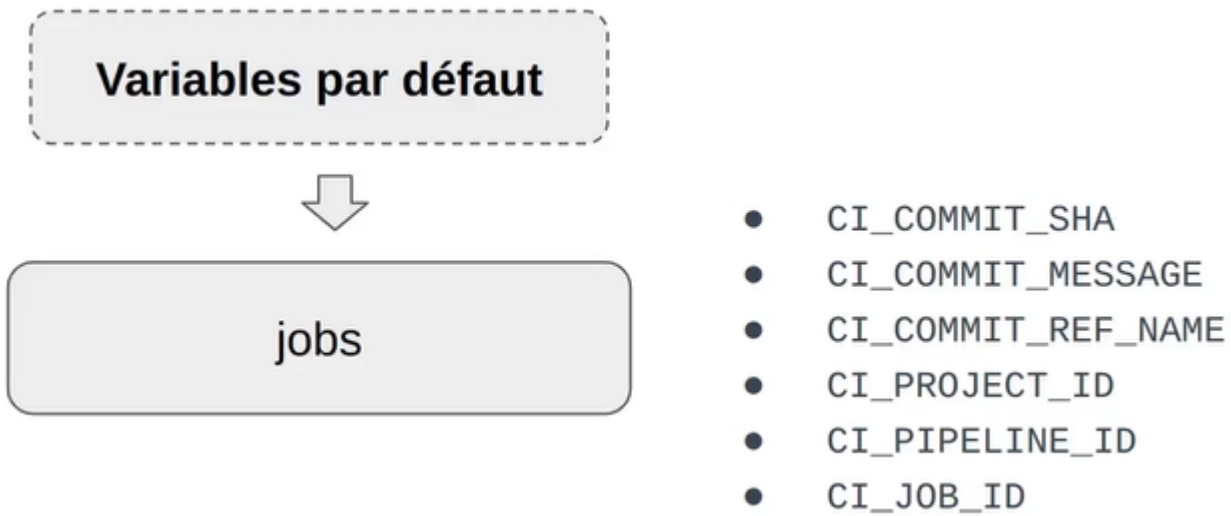 Variables par défaut
jobs
● CI_COMMIT_SHA
● CI_COMMIT_MESSAGE
● CI_COMMIT_REF_NAME
● CI_PROJECT_ID
● CI_PIPELINE_ID
● CI_JOB_ID